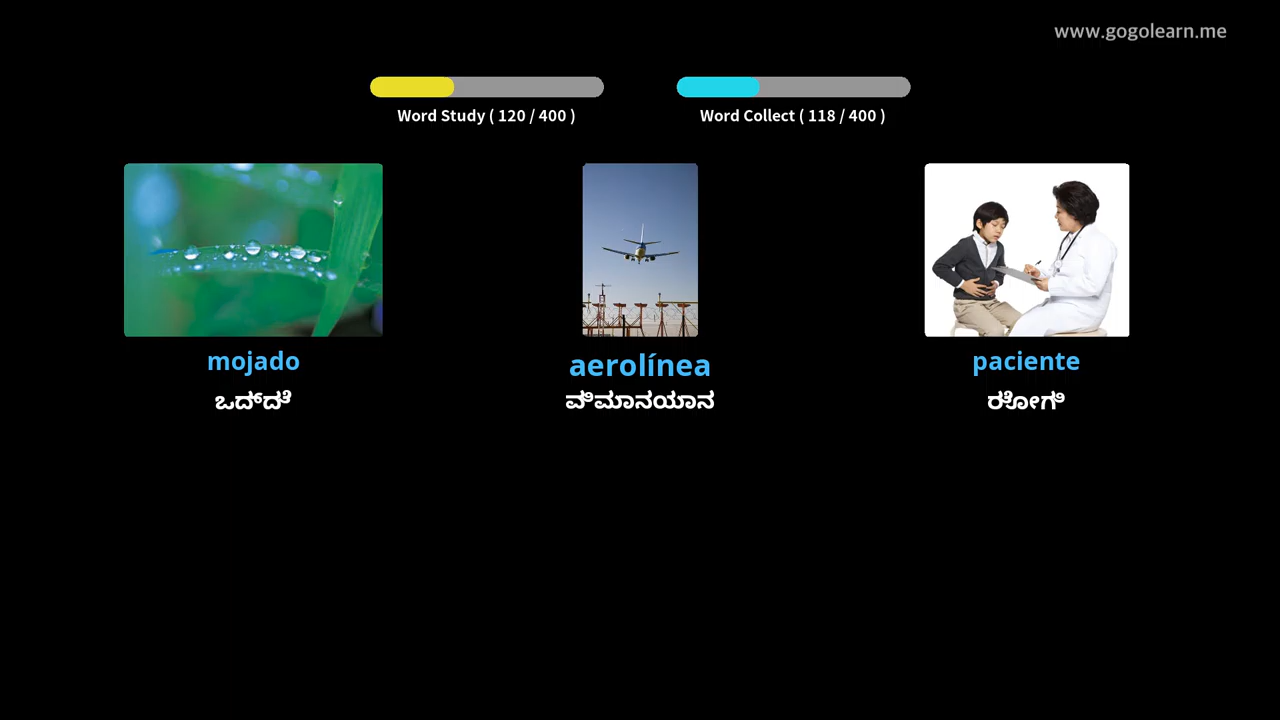 www.gogolearn.me
Word Study ( 120 / 400 )
Word Collect ( 118 / 400 )
mojado
aerolínea
paciente
ಒದ್ದೆ
ವಿಮಾನಯಾನ
ರೋಗಿ